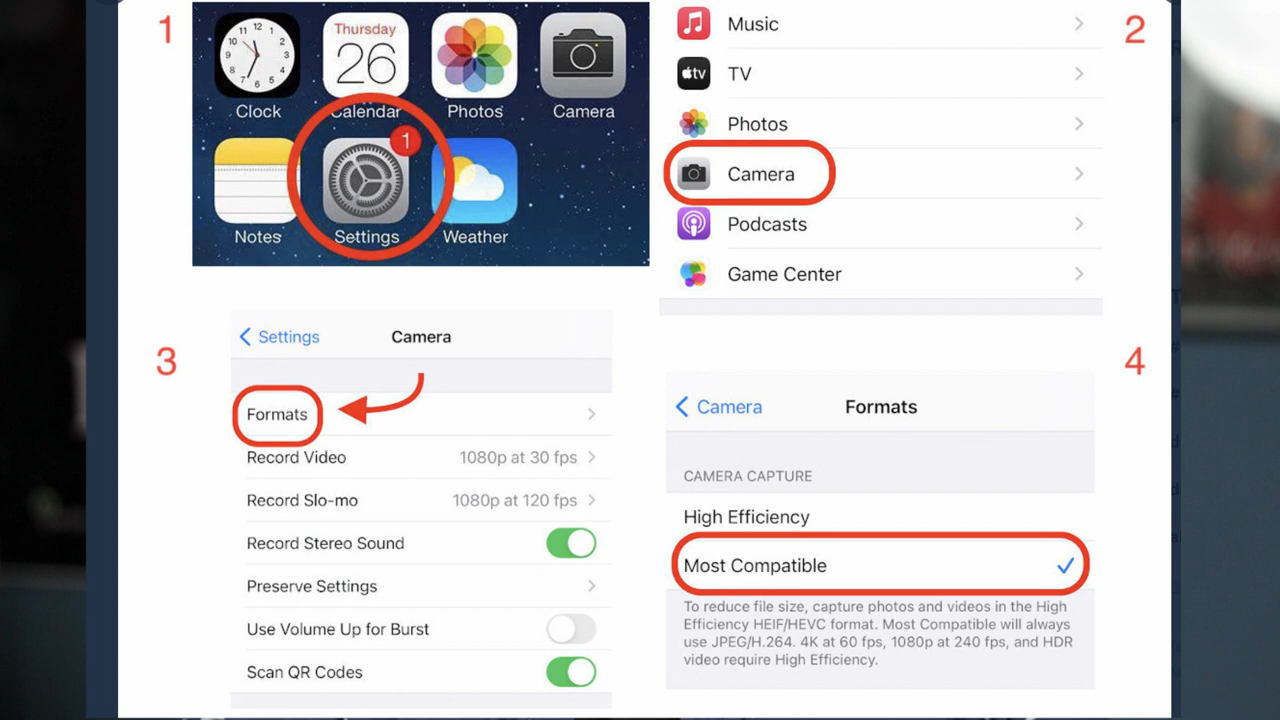 1
Thursday
26
Clock
Calendar
Photos
Camera
1
Notes
Settings
Weather
2
Music
tv
TV
Photos
Camera
Podcasts
Game Center
3
Settings
Camera
Formats
Record Video
1080p at 30 fps
Record Slo-mo
1080p at 120 fps
Record Stereo Sound
Preserve Settings
Use Volume Up for Burst
Scan QR Codes
4
Camera
Formats
CAMERA CAPTURE
High Efficiency
Most Compatible
To reduce file size, capture photos and videos in the High
Efficiency HEIF/HEVC format. Most Compatible will always
use JPEG/H.264. 4K at 60 fps, 1080p at 240 fps, and HDR
video require High Efficiency.